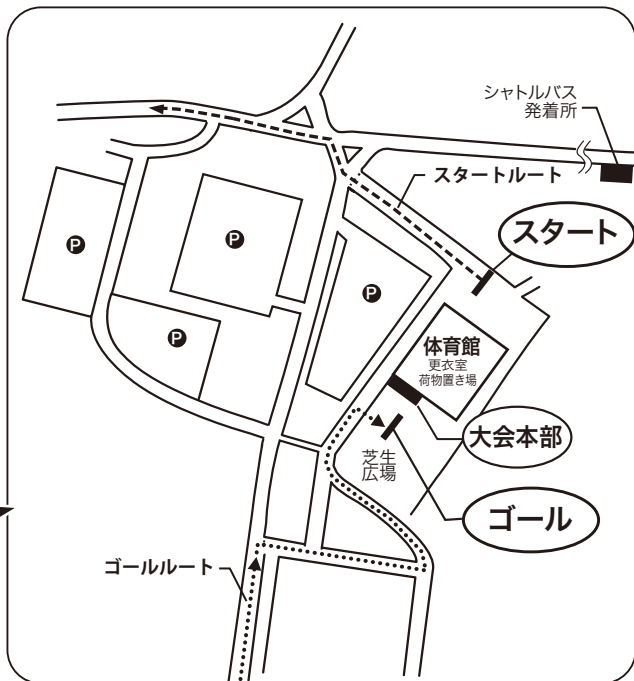 シャトルバス
発着所
スタートルート
スタート
P
P
P
P
体育館
更衣室
荷物置き場
大会本部
芝生
広場
ゴール
ゴールルート